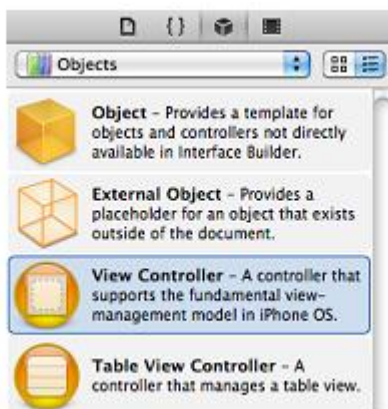 { }
Objects
Object – Provides a template for
objects and controllers not directly
available in Interface Builder.
External Object – Provides a
placeholder for an object that exists
outside of the document.
View Controller – A controller that
supports the fundamental view-
management model in iPhone OS.
Table View Controller – A
controller that manages a table view.